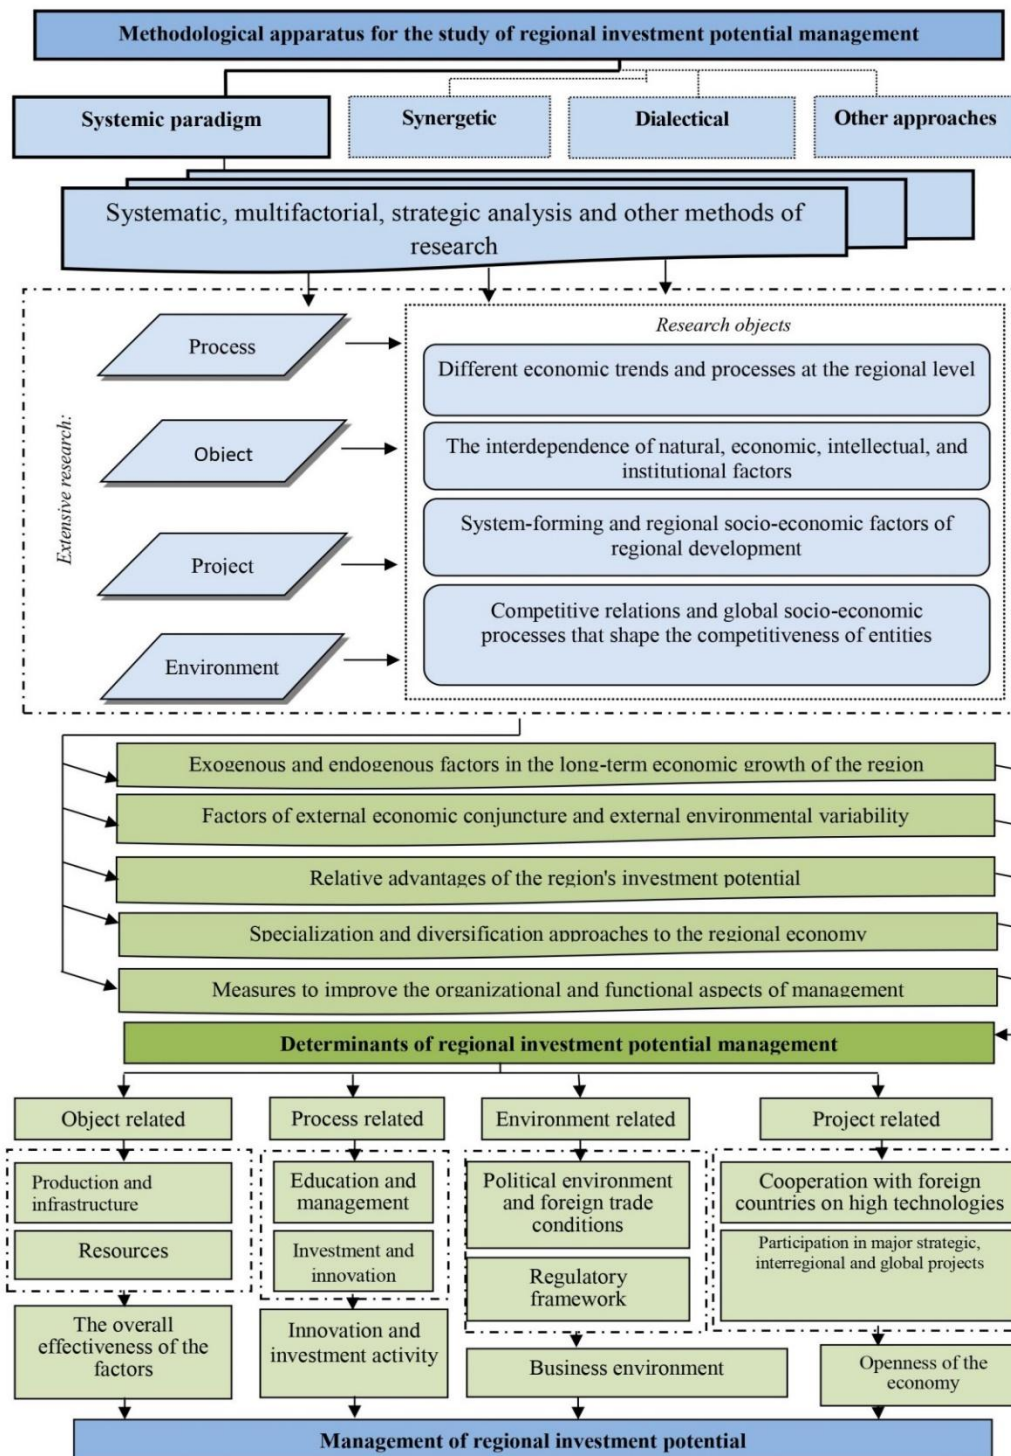 Methodological apparatus for the study of regional investment potential management
Systemic paradigm
Synergetic
Dialectical
Other approaches
Systematic, multifactorial, strategic analysis and other methods of
research
Extensive research:
Process
Object
Project
Environment
Research objects
Different economic trends and processes at the regional level
The interdependence of natural, economic, intellectual, and
institutional factors
System-forming and regional socio-economic factors of
regional development
Competitive relations and global socio-economic
processes that shape the competitiveness of entities
Exogenous and endogenous factors in the long-term economic growth of the region
Factors of external economic conjuncture and external environmental variability
Relative advantages of the region's investment potential
Specialization and diversification approaches to the regional economy
Measures to improve the organizational and functional aspects of management
Determinants of regional investment potential management
Object related
Production and
infrastructure
Resources
The overall
effectiveness of the
factors
Process related
Education and
management
Investment and
innovation
Innovation and
investment activity
Environment related
Political environment
and foreign trade
conditions
Regulatory
framework
Business environment
Project related
Cooperation with foreign
countries on high technologies
Participation in major strategic,
interregional and global projects
Openness of the
economy
Management of regional investment potential